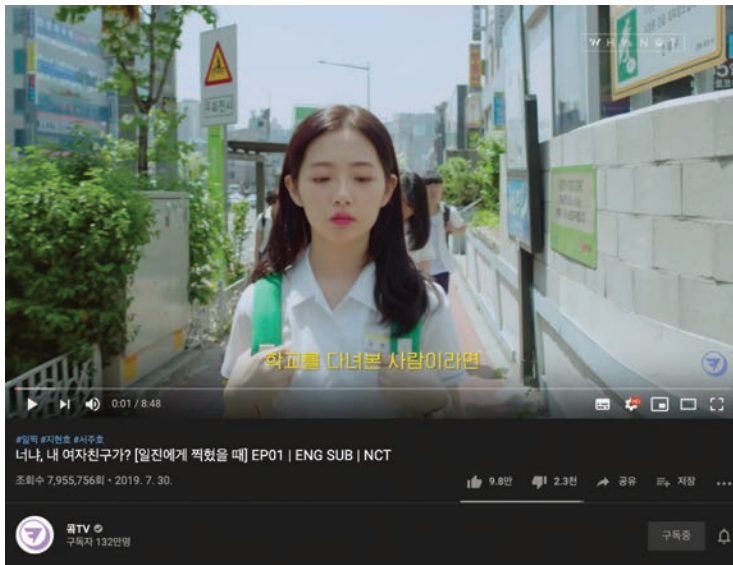 WHYNOT
학교를 다녀본 사람이라면
0:01 / 8:48
HD
#일찍 #지현호 #서주호
너냐, 내 여자친구가? [일진에게 찍혔을 때] EP01 | ENG SUB | NCT
조회수 7,955,756회 • 2019. 7. 30.
9.8만
2.3천
공유
저장
콬TV
구독자 132만명
구독중